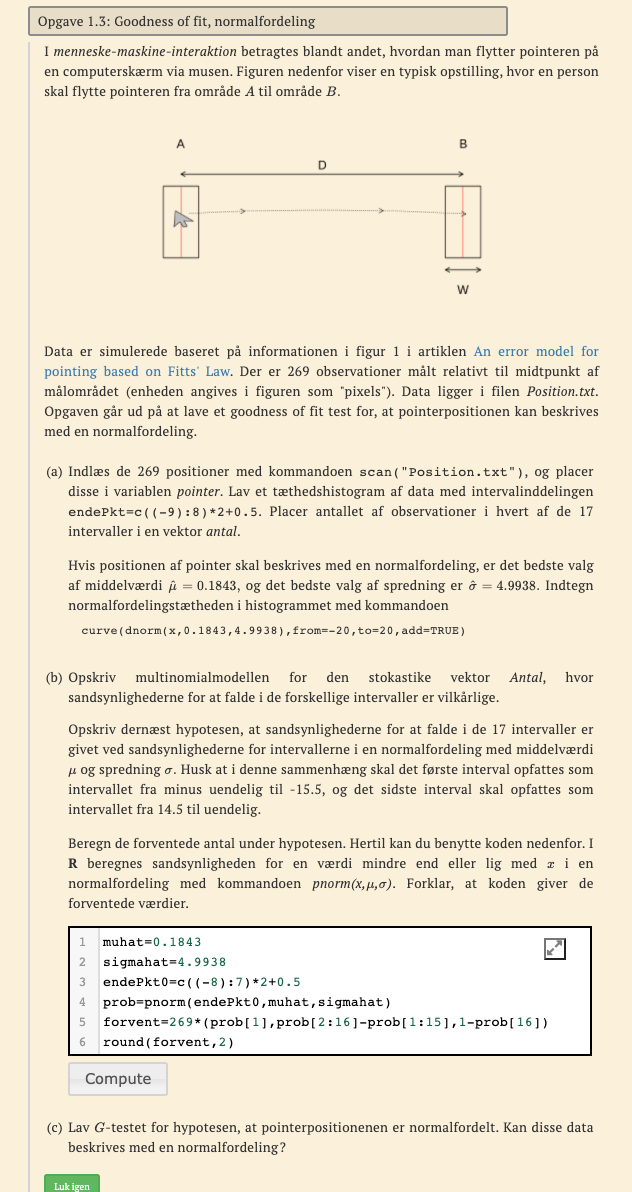 Opgave 1.3: Goodness of fit, normalfordeling
I menneske-maskine-interaktion betragtes blandt andet, hvordan man flytter pointeren på
en computerskærm via musen. Figuren nedenfor viser en typisk opstilling, hvor en person
skal flytte pointeren fra område A til område B.
A B
D
W
Data er simulerede baseret på informationen i figur 1 i artiklen An error model for
pointing based on Fitts' Law. Der er 269 observationer målt relativt til midtpunkt af
målområdet (enheden angives i figuren som "pixels"). Data ligger i filen Position.txt.
Opgaven går ud på at lave et goodness of fit test for, at pointerpositionen kan beskrives
med en normalfordeling.
(a) Indlæs de 269 positioner med kommandoen scan("Position.txt"), og placer
disse i variablen pointer. Lav et tæthedshistogram af data med intervalinddelingen
endePkt=c((-9):8)*2+0.5. Placer antallet af observationer i hvert af de 17
intervaller i en vektor antal.
Hvis positionen af pointer skal beskrives med en normalfordeling, er det bedste valg
af middelværdi μ̂ = 0.1843, og det bedste valg af spredning er σ̂ = 4.9938. Indtegn
normalfordelingstætheden i histogrammet med kommandoen
curve(dnorm(x,0.1843,4.9938),from=-20,to=20,add=TRUE)
(b) Opskriv multinomialmodellen for den stokastiske vektor Antal, hvor
sandsynlighederne for at falde i de forskellige intervaller er vilkårlige.
Opskriv dernæst hypotesen, at sandsynlighederne for at falde i de 17 intervaller er
givet ved sandsynlighederne for intervallerne i en normalfordeling med middelværdi
μ og spredning σ. Husk at i denne sammenhæng skal det første interval opfattes som
intervallet fra minus uendelig til -15.5, og det sidste interval skal opfattes som
intervallet fra 14.5 til uendelig.
Beregn de forventede antal under hypotesen. Hertil kan du benytte koden nedenfor. I
R beregnes sandsynligheden for en værdi mindre end eller lig med x i en
normalfordeling med kommandoen pnorm(x,μ,σ). Forklar, at koden giver de
forventede værdier.
1 muhat=0.1843
2 sigmahat=4.9938
3 endePkt0=c((-8):7)*2+0.5
4 prob=pnorm(endePkt0,muhat,sigmahat)
5 forvent=269*(prob[1],prob[2:16]-prob[1:15],1-prob[16])
6 round(forvent,2)
Compute
(c) Lav G-testet for hypotesen, at pointerpositionenen er normalfordelt. Kan disse data
beskrives med en normalfordeling?
Luk igen